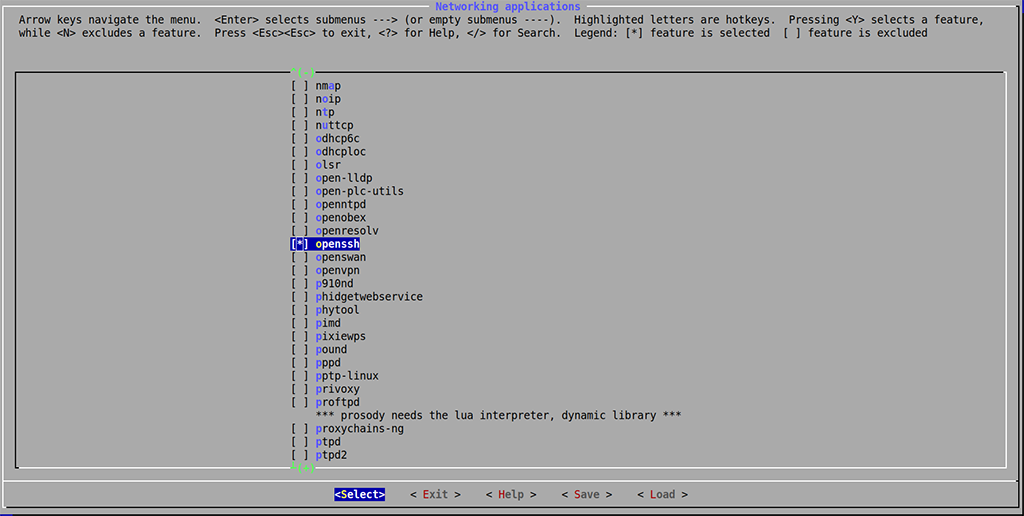 Networking applications
Arrow keys navigate the menu.  <Enter> selects submenus ---> (or empty submenus ----).  Highlighted letters are hotkeys.  Pressing <Y> selects a feature,
while <N> excludes a feature.  Press <Esc><Esc> to exit, <?> for Help, </> for Search.  Legend: [*] feature is selected  [ ] feature is excluded
^(-)
[ ] nmap
[ ] noip
[ ] ntp
[ ] nuttcp
[ ] odhcp6c
[ ] odhcploc
[ ] olsr
[ ] open-lldp
[ ] open-plc-utils
[ ] openntpd
[ ] openobex
[ ] openresolv
[*] openssh
[ ] openswan
[ ] openvpn
[ ] p910nd
[ ] phidgetwebservice
[ ] phytool
[ ] pimd
[ ] pixiewps
[ ] pound
[ ] pppd
[ ] pptp-linux
[ ] privoxy
[ ] proftpd
*** prosody needs the lua interpreter, dynamic library ***
[ ] proxychains-ng
[ ] ptpd
[ ] ptpd2
(+)
<Select>    < Exit >    < Help >    < Save >    < Load >